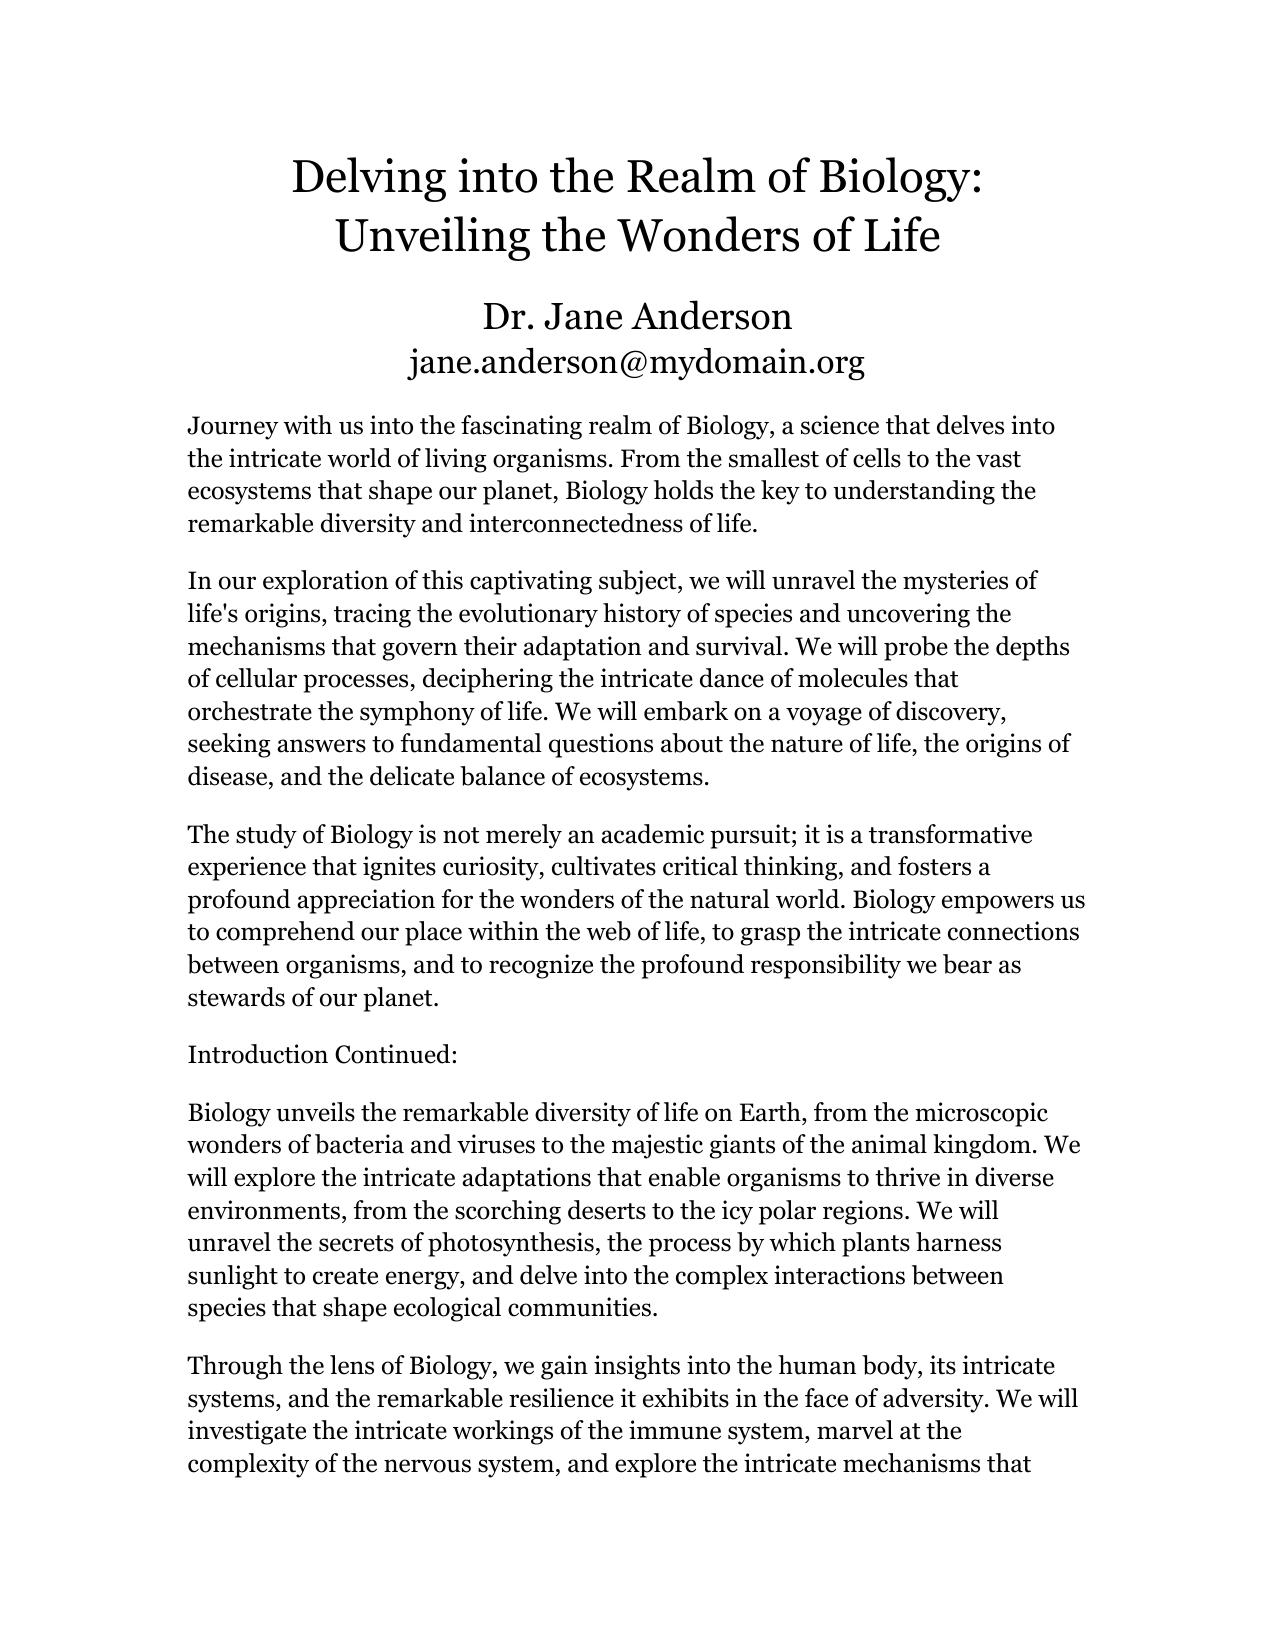 Delving into the Realm of Biology:
Unveiling the Wonders of Life
Dr. Jane Anderson
jane.anderson@mydomain.org
Journey with us into the fascinating realm of Biology, a science that delves into
the intricate world of living organisms. From the smallest of cells to the vast
ecosystems that shape our planet, Biology holds the key to understanding the
remarkable diversity and interconnectedness of life.
In our exploration of this captivating subject, we will unravel the mysteries of
life's origins, tracing the evolutionary history of species and uncovering the
mechanisms that govern their adaptation and survival. We will probe the depths
of cellular processes, deciphering the intricate dance of molecules that
orchestrate the symphony of life. We will embark on a voyage of discovery,
seeking answers to fundamental questions about the nature of life, the origins of
disease, and the delicate balance of ecosystems.
The study of Biology is not merely an academic pursuit; it is a transformative
experience that ignites curiosity, cultivates critical thinking, and fosters a
profound appreciation for the wonders of the natural world. Biology empowers us
to comprehend our place within the web of life, to grasp the intricate connections
between organisms, and to recognize the profound responsibility we bear as
stewards of our planet.
Introduction Continued:
Biology unveils the remarkable diversity of life on Earth, from the microscopic
wonders of bacteria and viruses to the majestic giants of the animal kingdom. We
will explore the intricate adaptations that enable organisms to thrive in diverse
environments, from the scorching deserts to the icy polar regions. We will
unravel the secrets of photosynthesis, the process by which plants harness
sunlight to create energy, and delve into the complex interactions between
species that shape ecological communities.
Through the lens of Biology, we gain insights into the human body, its intricate
systems, and the remarkable resilience it exhibits in the face of adversity. We will
investigate the intricate workings of the immune system, marvel at the
complexity of the nervous system, and explore the intricate mechanisms that